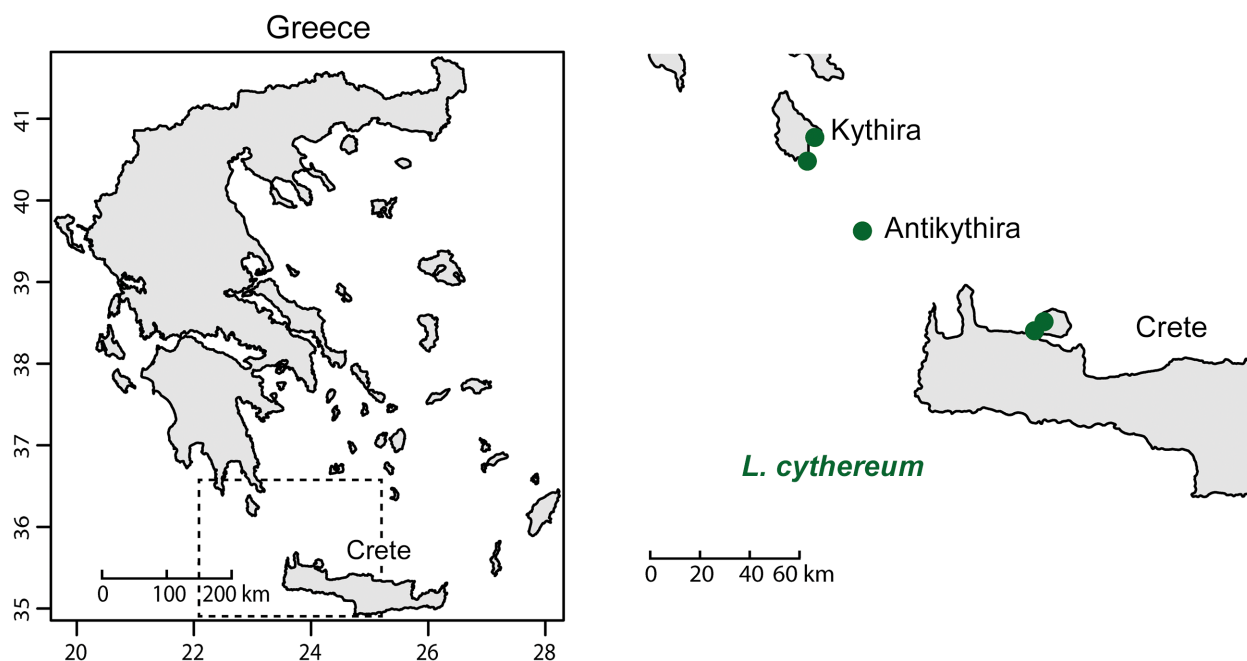 Greece
41
40
39
38
37
36
35
Crete
0 100 200 km
20 22 24 26 28
Kythira
Antikythira
Crete
L. cythereum
0 20 40 60 km